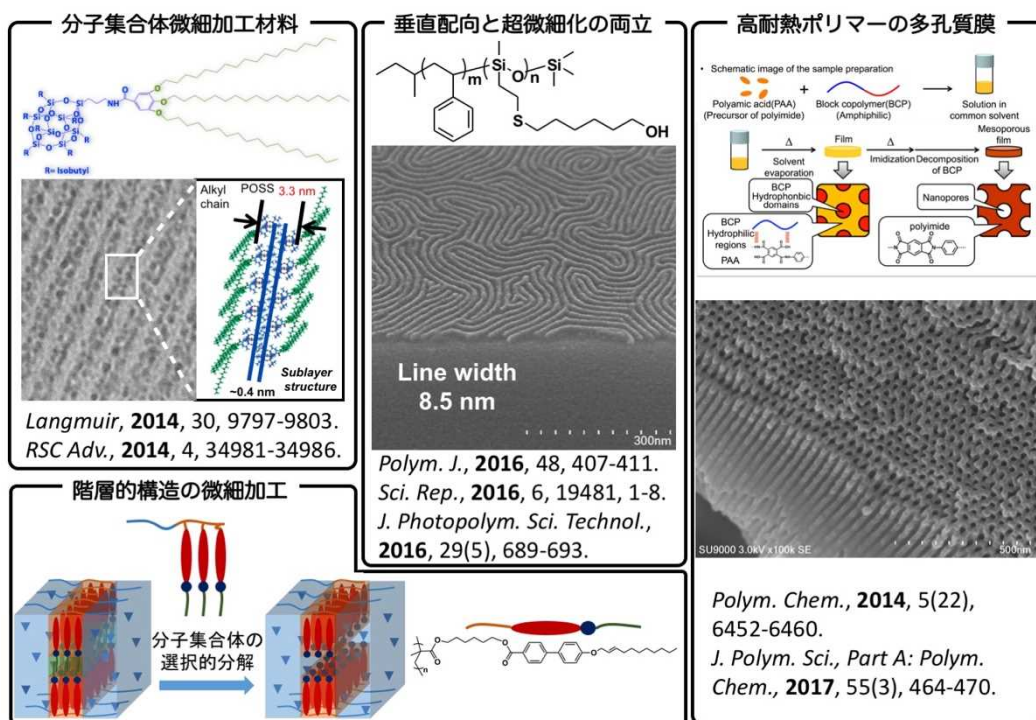 分子集合体微細加工材料
R
Si
O
NH
R= Isobutyl
Alkyl
chain
POSS
3.3 nm
Sublayer
structure
~0.4 nm
Langmuir, 2014, 30, 9797-9803.
RSC Adv., 2014, 4, 34981-34986.
垂直配向と超微細化の両立
m
Si
O
n
Si
S
OH
Line width
8.5 nm
300nm
Polym. J., 2016, 48, 407-411.
Sci. Rep., 2016, 6, 19481, 1-8.
J. Photopolym. Sci. Technol.,
2016, 29(5), 689-693.
高耐熱ポリマーの多孔質膜
• Schematic image of the sample preparation
Polyamic acid(PAA)
(Precursor of polyimide)
+
Block copolymer(BCP)
(Amphiphilic)
Solution in
common solvent
Δ
Solvent
evaporation
Film
Δ
Imidization
Decomposition
of BCP
Mesoporous
film
BCP
Hydrophonbic
domains
BCP
Hydrophilic
regions
PAA
Nanopores
polyimide
SU9000 3.0kV x100k SE
500nm
Polym. Chem., 2014, 5(22),
6452-6460.
J. Polym. Sci., Part A: Polym.
Chem., 2017, 55(3), 464-470.
階層的構造の微細加工
分子集合体の
選択的分解
n
O
O
O
O
O